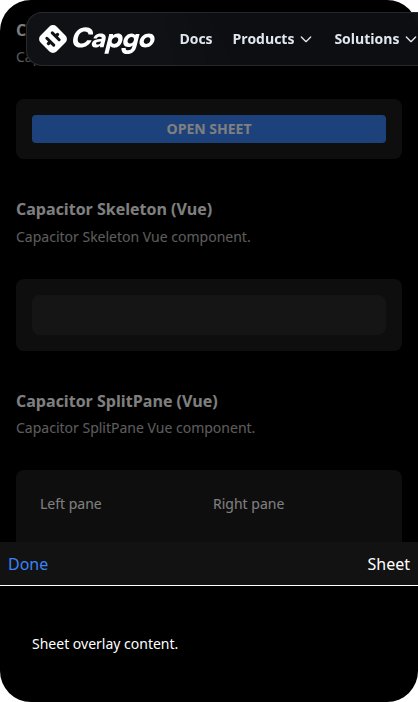 Capgo Docs Products Solutions
OPEN SHEET
Capacitor Skeleton (Vue)
Capacitor Skeleton Vue component.
Capacitor SplitPane (Vue)
Capacitor SplitPane Vue component.
Left pane Right pane
Done Sheet
Sheet overlay content.